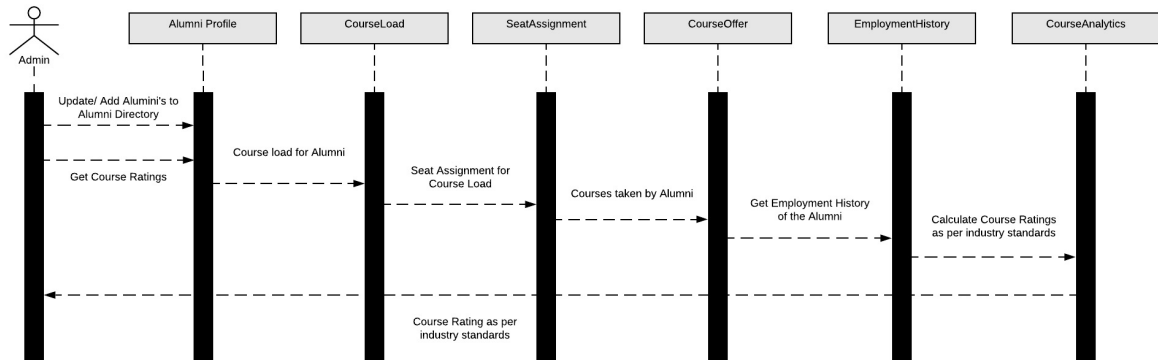 Alumni Profile
CourseLoad
SeatAssignment
CourseOffer
EmploymentHistory
CourseAnalytics
Admin
Update/ Add Alumini's to
Alumni Directory
Get Course Ratings
Course load for Alumni
Seat Assignment for
Course Load
Courses taken by Alumni
Get Employment History
of the Alumni
Calculate Course Ratings
as per industry standards
Course Rating as per
industry standards